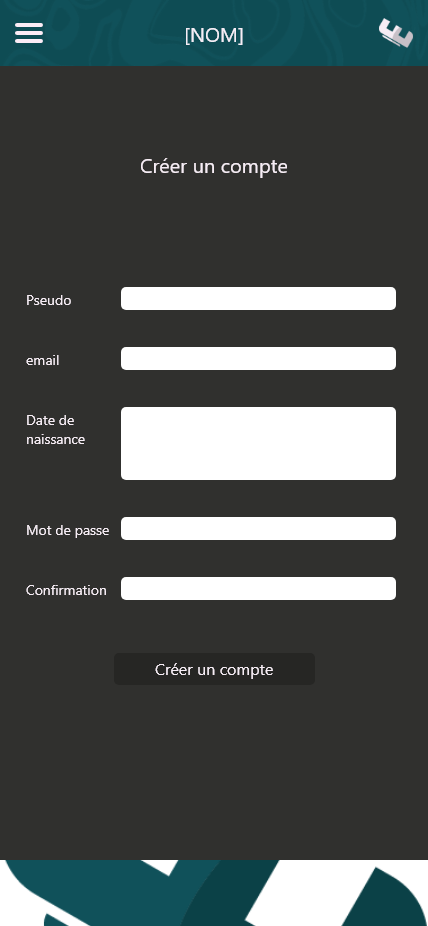 [NOM]
Créer un compte
Pseudo
email
Date de
naissance
Mot de passe
Confirmation
Créer un compte